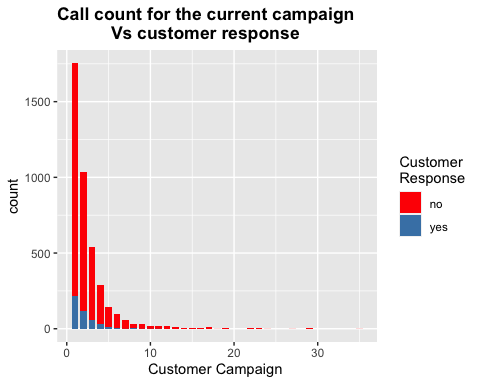 Call count for the current campaign
Vs customer response
1500
1000
500
0
count
0
10
20
30
Customer Campaign
Customer
Response
no
yes